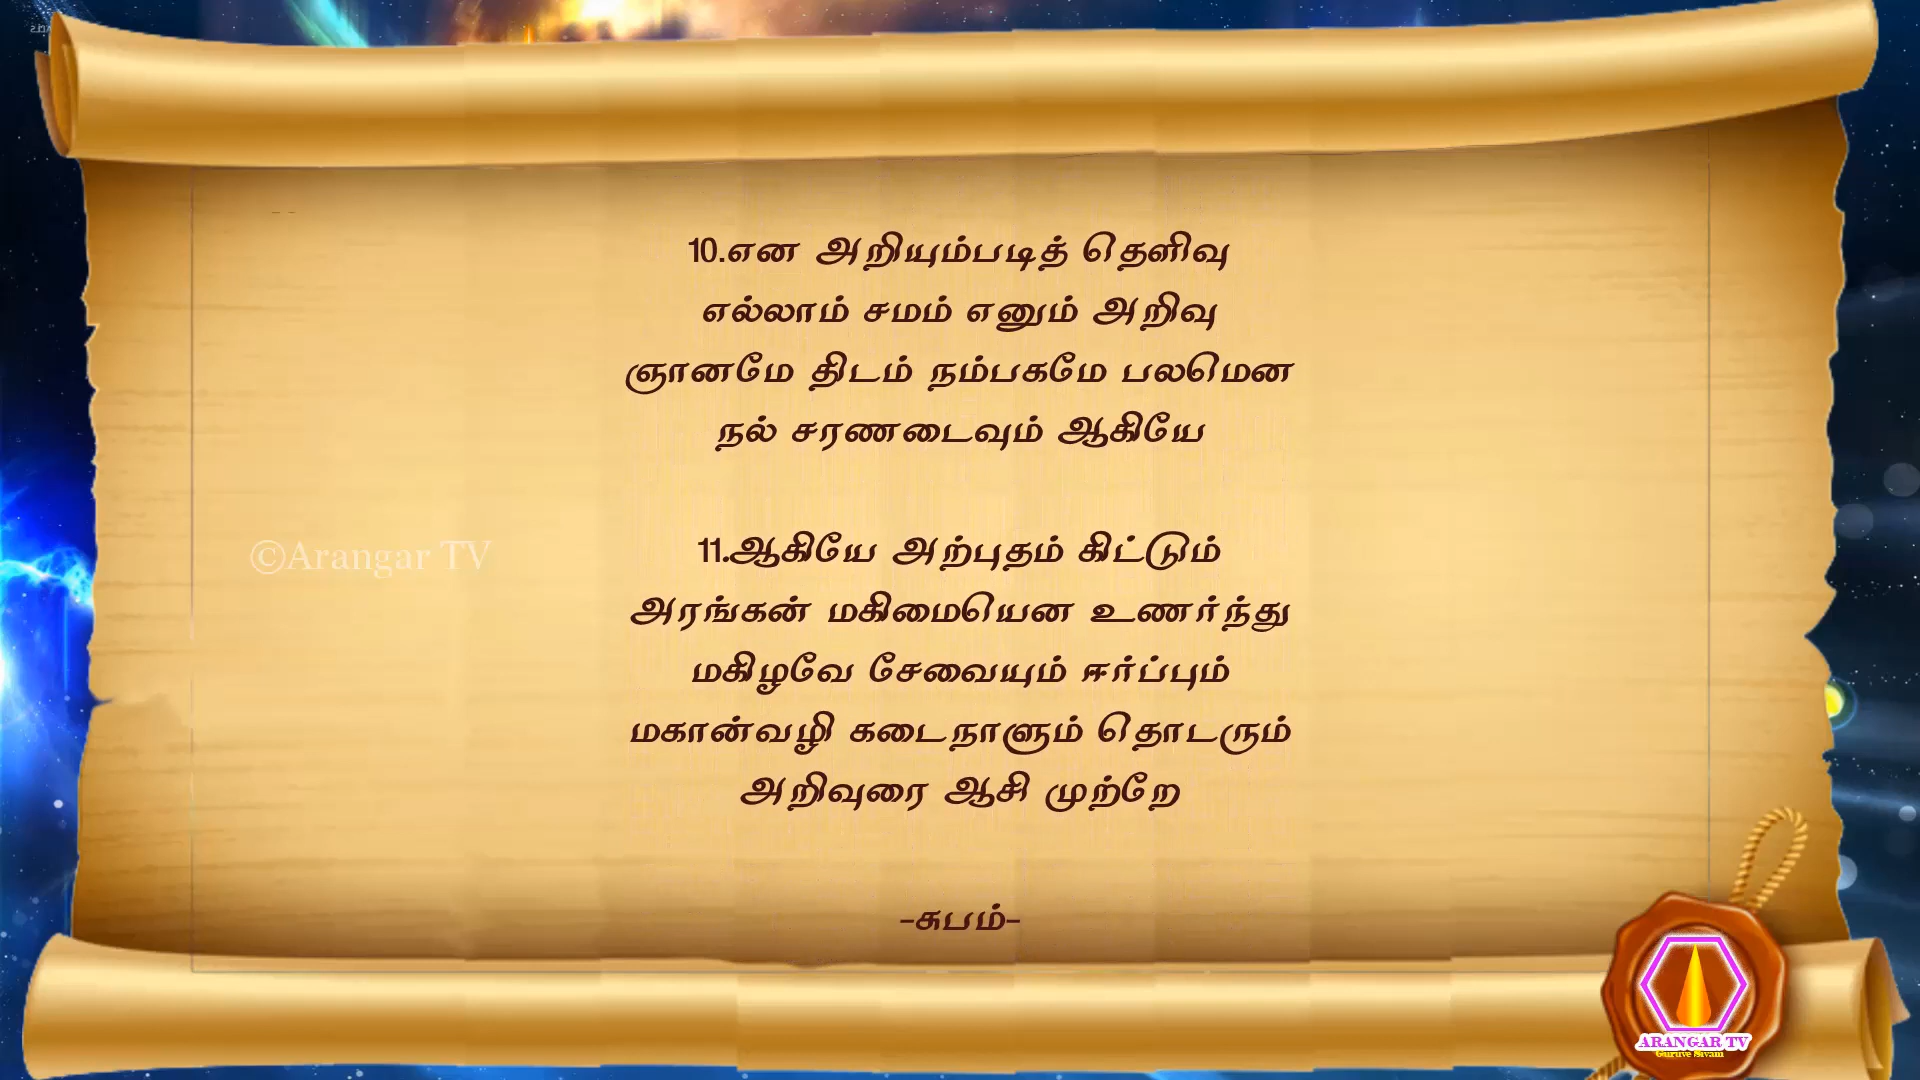 10.என அறியும்படித் தெளிவு
எல்லாம் சமம் எனும் அறிவு
ஞானமே திடம் நம்பகமே பலமென
நல் சரணடைவும் ஆகியே
11.ஆகியே அற்புதம் கிட்டும்
அரங்கன் மகிமையென உணர்ந்து
மகிழவே சேவையும் ஈர்ப்பும்
மகான்வழி கடைநாளும் தொடரும்
அறிவுரை ஆசி முற்றே
-சுபம்-
©Arangar TV
ARANGAR TV
Guruve Sivam